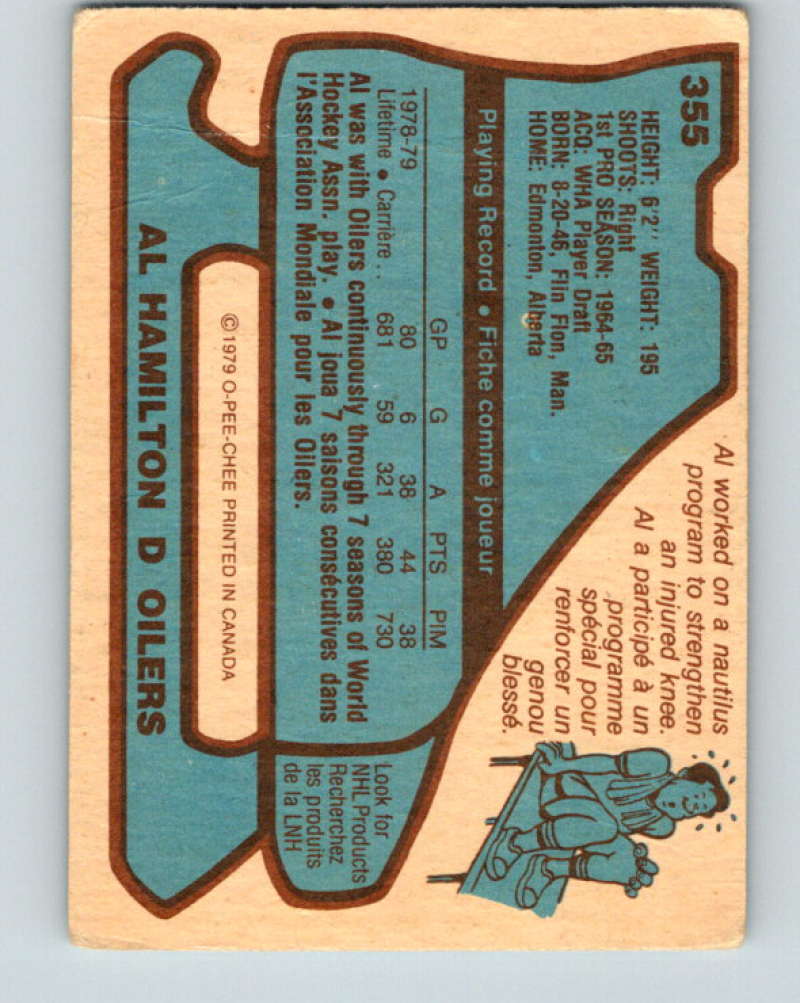 355
HEIGHT: 6'2" WEIGHT: 195
SHOOTS: Right
1st PRO SEASON: 1964-65
ACQ: WHA Player Draft
BORN: 8-20-46, Flin Flon, Man.
HOME: Edmonton, Alberta
Al worked on a nautilus
program to strengthen
an injured knee.
Al a participé à un
programme
spécial pour
renforcer un
genou
blessé.
Playing Record • Fiche comme joueur
GP G A PTS PIM
1978-79 80 6 38 44 38
Lifetime • Carrière .. 681 59 321 380 730
Al was with Oilers continuously through 7 seasons of World
Hockey Assn. play. • Al joua 7 saisons consécutives dans
l'Association Mondiale pour les Oilers.
Look for
NHL Products
Recherchez
les produits
de la LNH
©1979 O-PEE-CHEE PRINTED IN CANADA
AL HAMILTON D OILERS